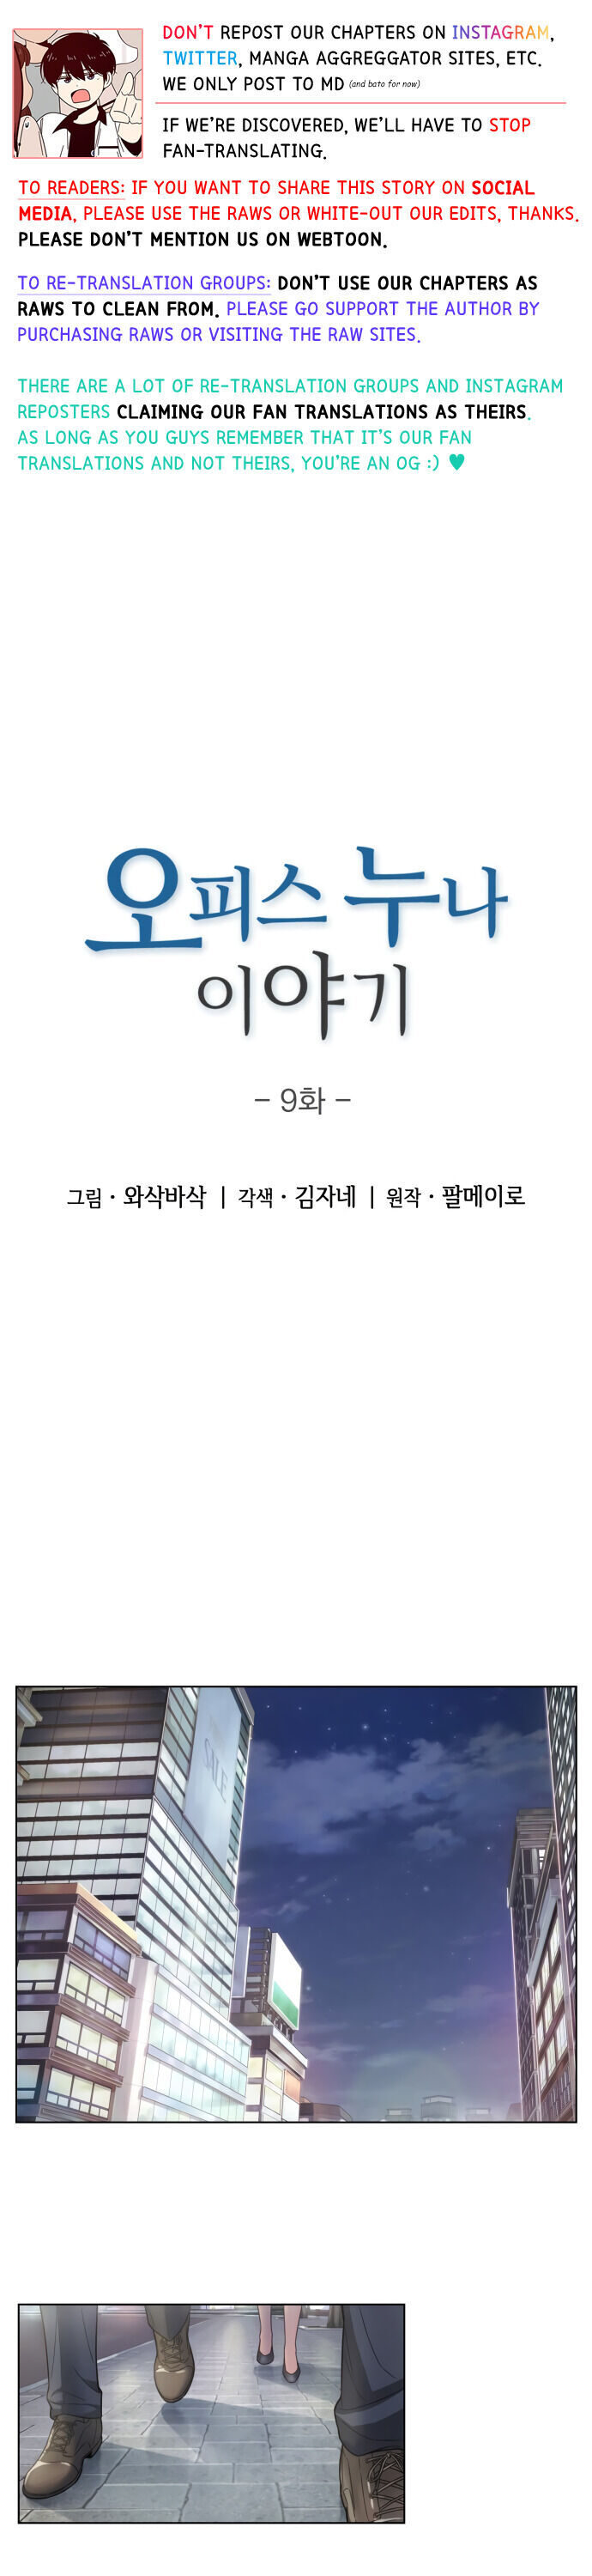 DON'T REPOST OUR CHAPTERS ON INSTAGRAM,
TWITTER, MANGA AGGREGGATOR SITES, ETC.
WE ONLY POST TO MD (and bato for now)
IF WE'RE DISCOVERED, WE'LL HAVE TO STOP
FAN-TRANSLATING.
TO READERS: IF YOU WANT TO SHARE THIS STORY ON SOCIAL
MEDIA, PLEASE USE THE RAWS OR WHITE-OUT OUR EDITS, THANKS.
PLEASE DON'T MENTION US ON WEBTOON.
TO RE-TRANSLATION GROUPS: DON'T USE OUR CHAPTERS AS
RAWS TO CLEAN FROM. PLEASE GO SUPPORT THE AUTHOR BY
PURCHASING RAWS OR VISITING THE RAW SITES.
THERE ARE A LOT OF RE-TRANSLATION GROUPS AND INSTAGRAM
REPOSTERS CLAIMING OUR FAN TRANSLATIONS AS THEIRS.
AS LONG AS YOU GUYS REMEMBER THAT IT'S OUR FAN
TRANSLATIONS AND NOT THEIRS, YOU'RE AN OG :) ♥
오피스 누나
이야기
- 9화 -
그림 · 와삭바삭 | 각색 · 김자네 | 원작 · 팔메이로
SALE